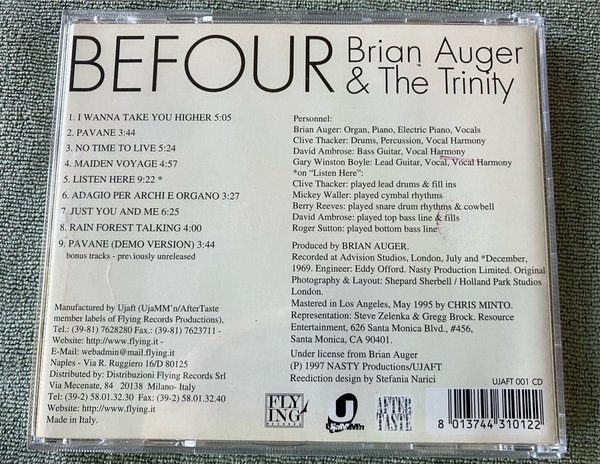 BEFOUR
Brian Auger
& The Trinity
1. I WANNA TAKE YOU HIGHER 5:05
2. PAVANE 3:44
3. NO TIME TO LIVE 5:24
4. MAIDEN VOYAGE 4:57
5. LISTEN HERE 9:22 *
6. ADAGIO PER ARCHI E ORGANO 3:27
7. JUST YOU AND ME 6:25
8. RAIN FOREST TALKING 4:00
9. PAVANE (DEMO VERSION) 3:44
bonus tracks - previously unreleased
Manufactured by Ujaft (UjaMM'n/AfterTaste
member labels of Flying Records Productions),
Tel.: (39-81) 7628280 Fax.: (39-81) 7623711 -
Website: http://www.flying.it -
E-Mail: webadmin@mail.flying.it
Naples - Via R. Ruggiero 16/D 80125
Distributed by: Distribuzioni Flying Records Srl
Via Mecenate, 84 20138 Milano- Italy
Tel.: (39-2) 58.01.32.30 Fax: (39-2) 58.01.32.40
Website: http://www.flying.it
Made in Italy.
Personnel:
Brian Auger: Organ, Piano, Electric Piano, Vocals
Clive Thacker: Drums, Percussion, Vocal Harmony
David Ambrose: Bass Guitar, Vocal Harmony
Gary Winston Boyle: Lead Guitar, Vocal, Vocal Harmony
*on "Listen Here":
Clive Thacker: played lead drums & fill ins
Mickey Waller: played cymbal rhythms
Berry Reeves: played snare drum rhythms & cowbell
David Ambrose: played top bass line & fills
Roger Sutton: played bottom bass line
Produced by BRIAN AUGER.
Recorded at Advision Studios, London, July and *December,
1969. Engineer: Eddy Offord. Nasty Production Limited. Original
Photography & Layout: Shepard Sherbell / Holland Park Studios
London.
Mastered in Los Angeles, May 1995 by CHRIS MINTO.
Representation: Steve Zelenka & Gregg Brock. Resource
Entertainment, 626 Santa Monica Blvd., #456,
Santa Monica, CA 90401.
Under license from Brian Auger
(P) 1997 NASTY Productions/UJAFT
Reediction design by Stefania Narici
FLY
ING
RECORDS
UjaMM'n
UJAFT 001 CD
8 013744 310122